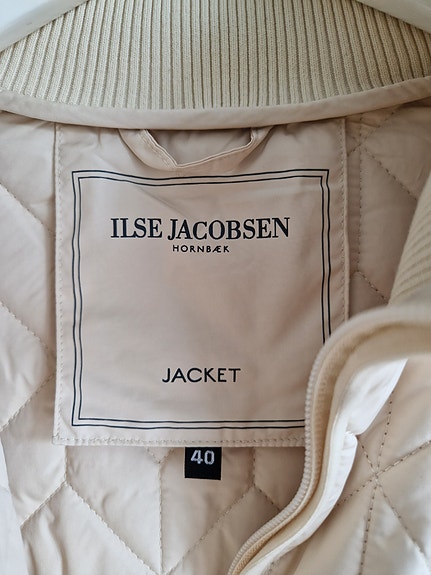 ILSE JACOBSEN
HORNBÆK
JACKET
40